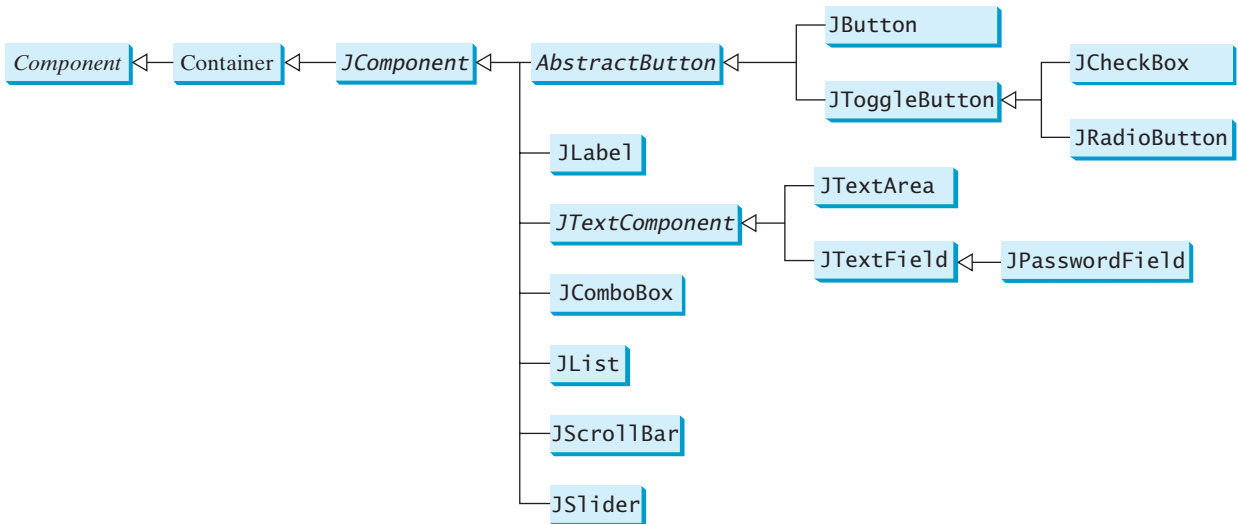 Component
Container
JComponent
AbstractButton
JButton
JToggleButton
JCheckBox
JRadioButton
JLabel
JTextComponent
JTextArea
JTextField
JPasswordField
JComboBox
JList
JScrollBar
JSlider